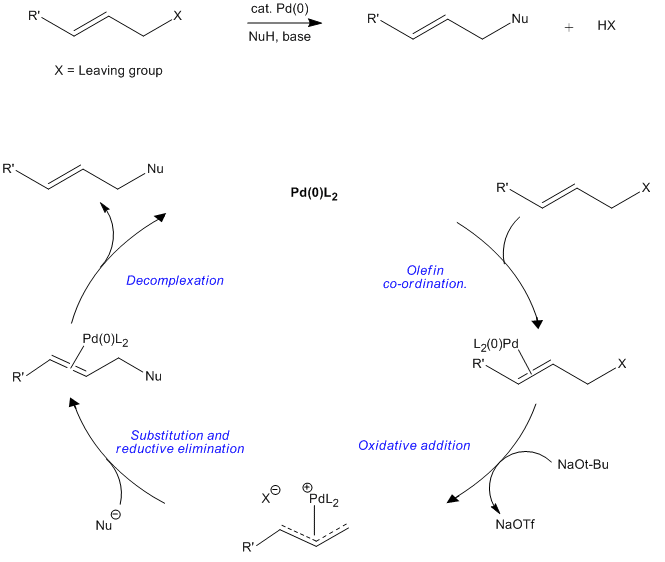 R'
X
cat. Pd(0)
NuH, base
R'
Nu
+
HX
X = Leaving group
R'
Nu
Pd(0)L2
R'
X
Decomplexation
Olefin
co-ordination.
Pd(0)L2
R'
Nu
L2(0)Pd
R'
X
Substitution and
reductive elimination
Oxidative addition
NaOt-Bu
NaOTf
Nu⊖
X⊖
⊕
PdL2
R'